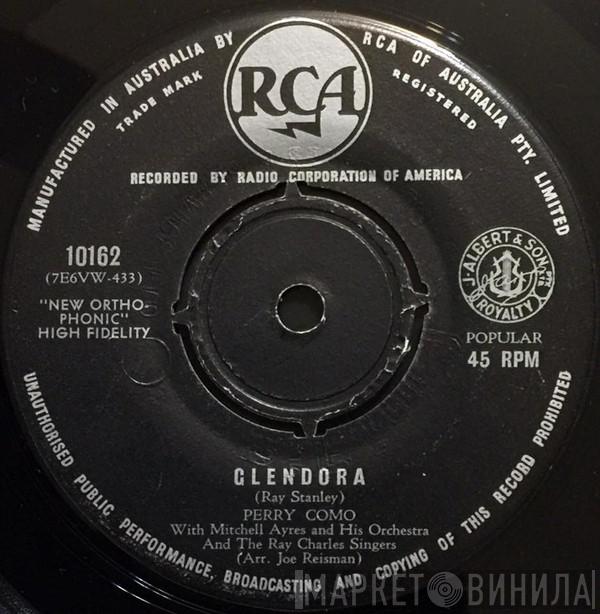 MANUFACTURED IN AUSTRALIA BY RCA OF AUSTRALIA PTY. LIMITED
TRADE MARK REGISTERED
RCA
RECORDED BY RADIO CORPORATION OF AMERICA
10162
(7E6VW-433)
"NEW ORTHO-
PHONIC"
HIGH FIDELITY
J. ALBERT & SON PTY LTD
ROYALTY
POPULAR
45 RPM
GLENDORA
(Ray Stanley)
PERRY COMO
With Mitchell Ayres and His Orchestra
And The Ray Charles Singers
(Arr. Joe Reisman)
UNAUTHORISED PUBLIC PERFORMANCE, BROADCASTING AND COPYING OF THIS RECORD PROHIBITED
МАРКЕТ ВИНИЛА